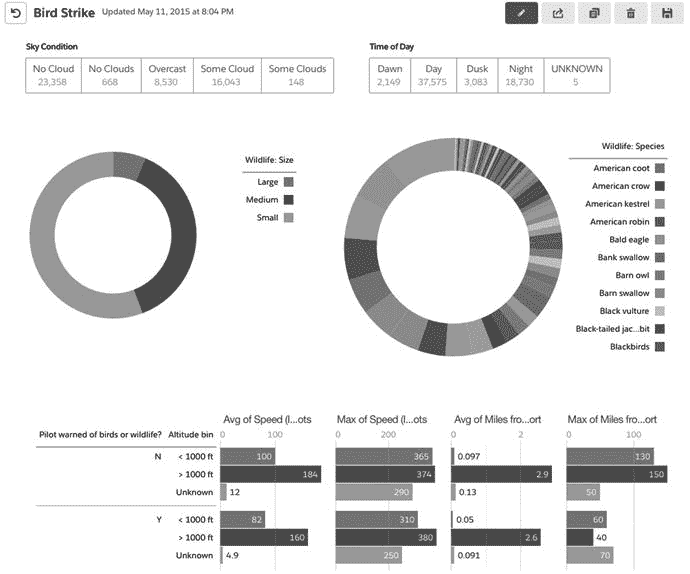 Bird Strike Updated May 11, 2015 at 8:04 PM
Sky Condition Time of Day
No Cloud No Clouds Overcast Some Cloud Some Clouds Dawn Day Dusk Night UNKNOWN
23,358 668 8,530 16,043 148 2,149 37,575 3,083 18,730 5
Wildlife: Size
Large
Medium
Small
Wildlife: Species
American coot
American crow
American kestrel
American robin
Bald eagle
Bank swallow
Barn owl
Barn swallow
Black vulture
Black-tailed jac...bit
Blackbirds
Avg of Speed (I...ots Max of Speed (I...ots Avg of Miles fro...ort Max of Miles fro...ort
Pilot warned of birds or wildlife? Altitude bin 0 100 0 200 0 2 0 100
N < 1000 ft 100 365 0.097 130
> 1000 ft 184 374 2.9 150
Unknown 12 290 0.13 50
Y < 1000 ft 82 310 0.05 60
> 1000 ft 160 380 2.6 40
Unknown 4.9 250 0.091 70